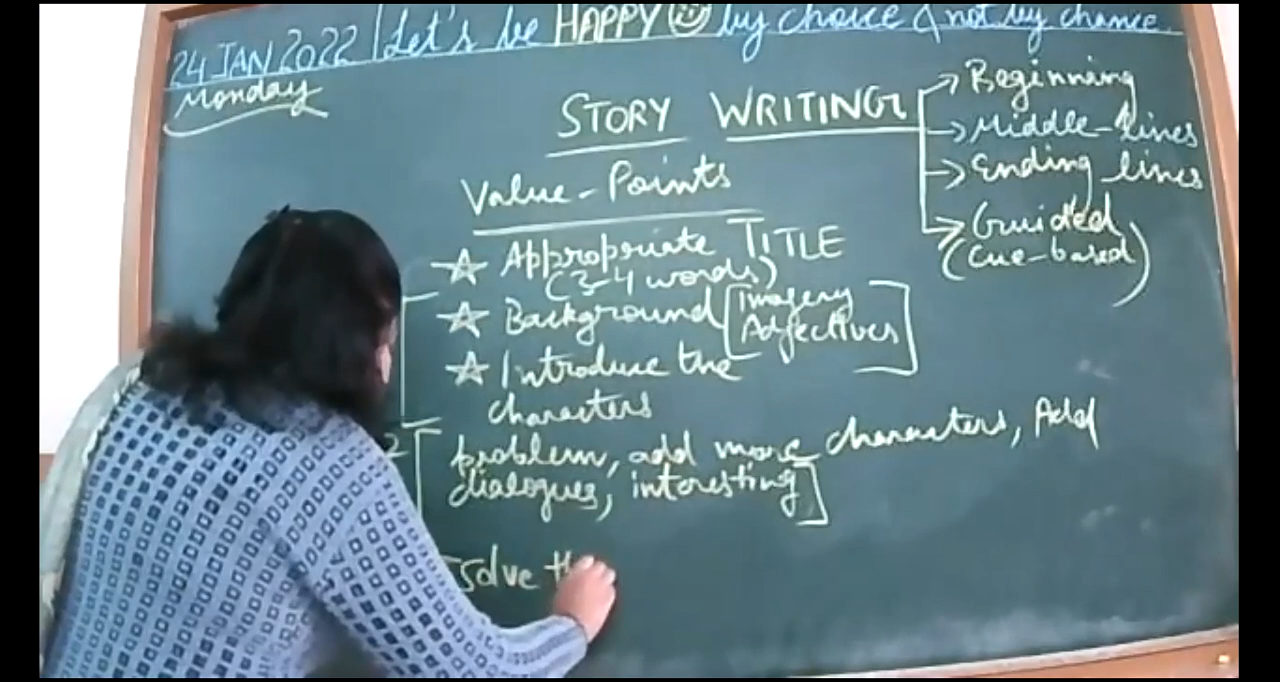 24 JAN 2022 | Let's be HAPPY by choice & not by chance.
Monday
STORY WRITING
→ Beginning
→ Middle-lines
→ Ending lines
→ Guided
(Cue-based)
Value-Points
☆ Appropriate TITLE
(3-4 words)
☆ Background [Imagery
Adjectives]
☆ Introduce the
characters
2 [problem, add more characters, Add
dialogues, interesting]
solve th